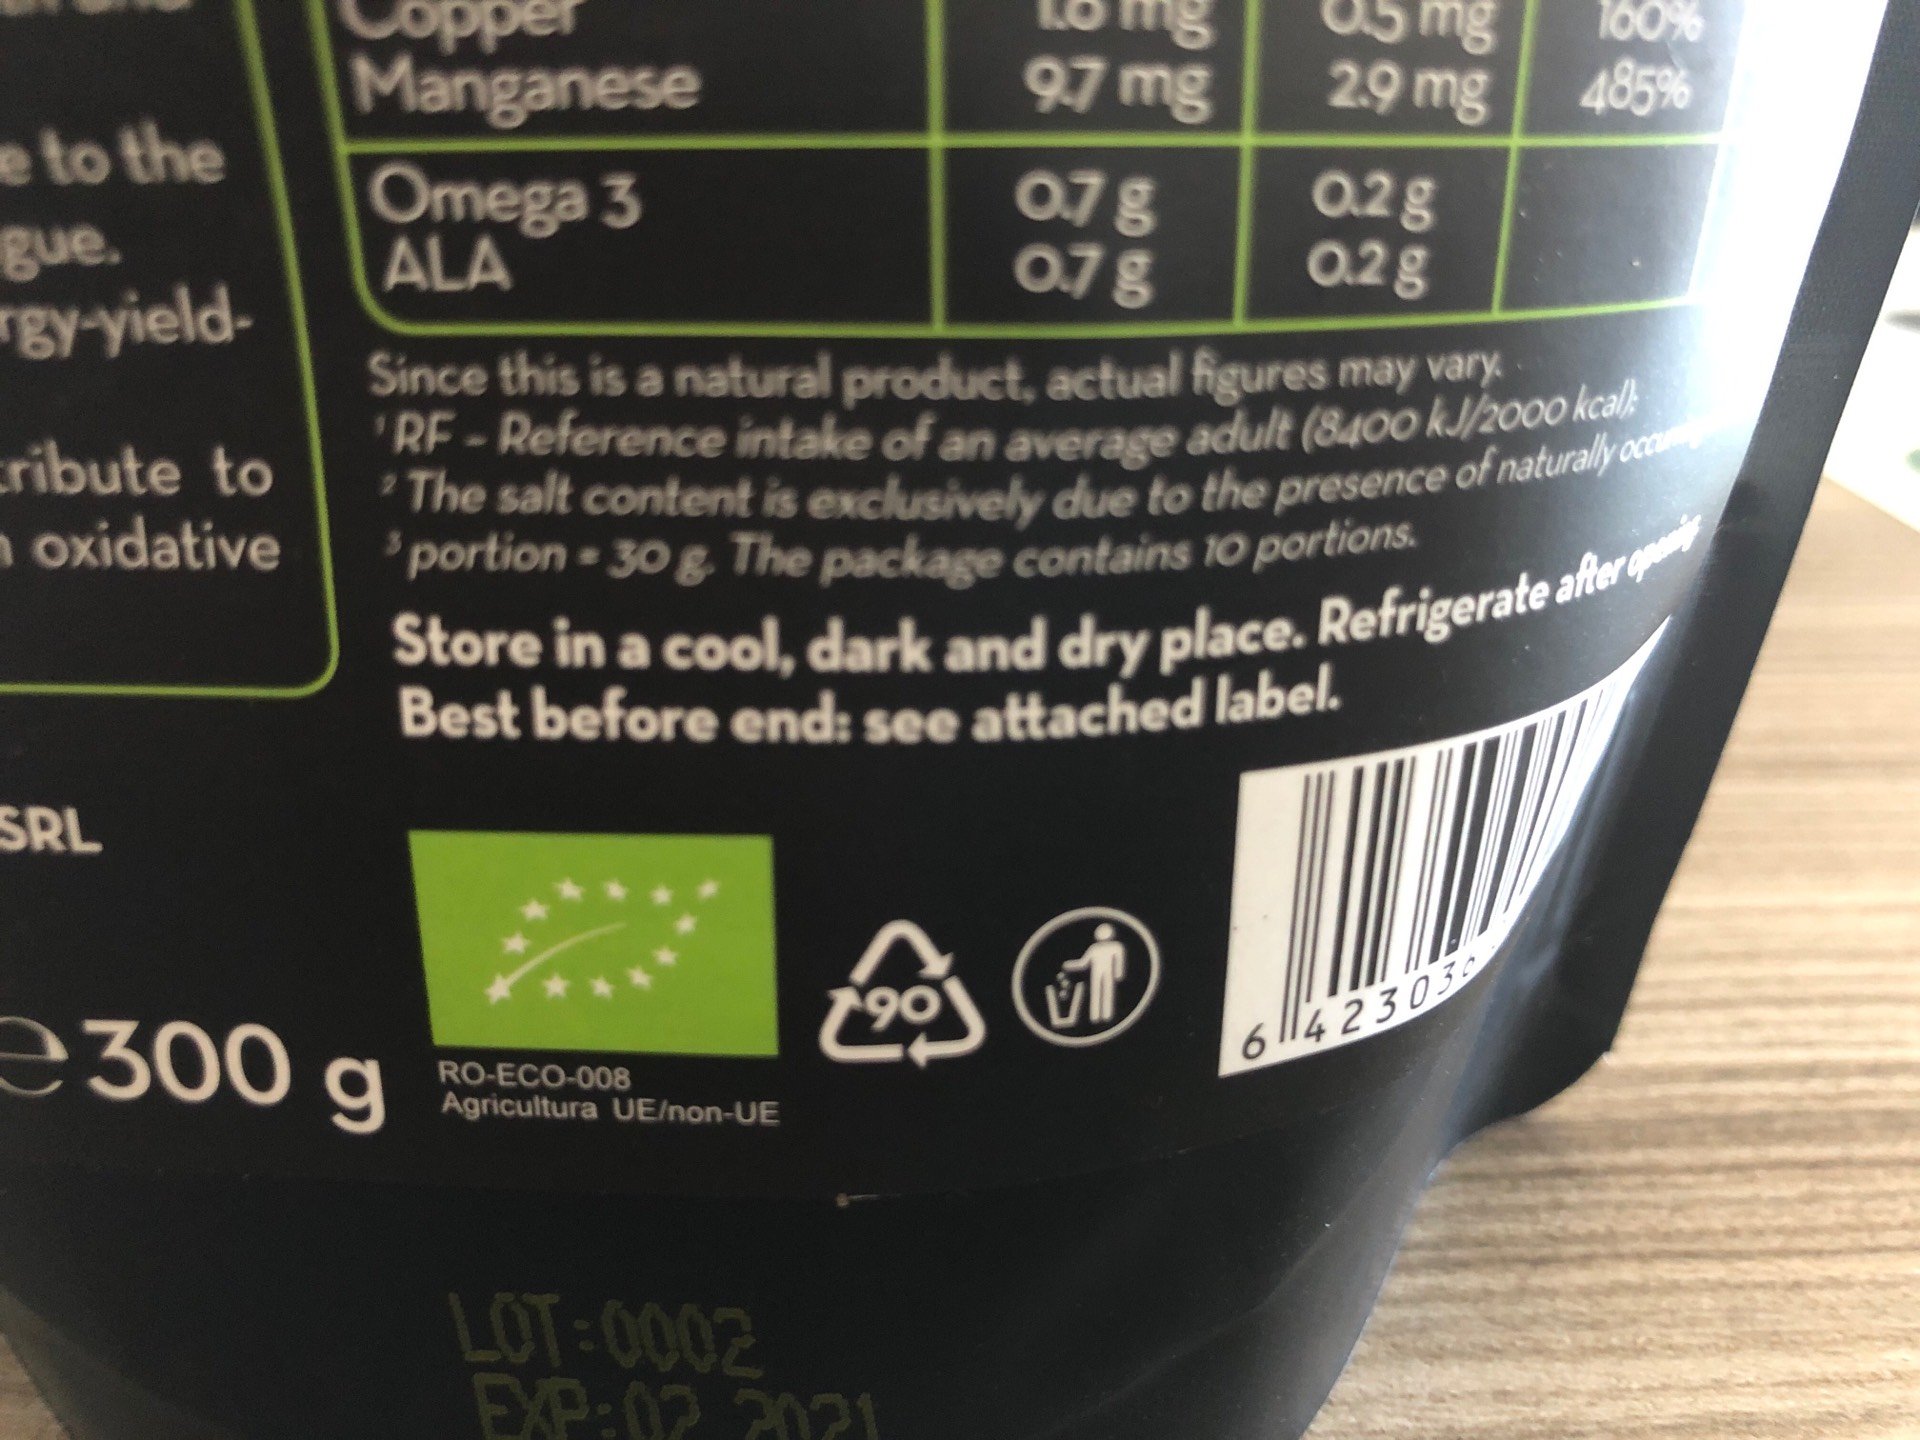 e to the
gue.
rgy-yield-
tribute to
oxidative
SRL
℮ 300 g
Copper 1.6 mg 0.5 mg 160%
Manganese 9.7 mg 2.9 mg 485%
Omega 3 0.7 g 0.2 g
ALA 0.7 g 0.2 g
Since this is a natural product, actual figures may vary.
¹ RF - Reference intake of an average adult (8400 kJ/2000 kcal);
² The salt content is exclusively due to the presence of naturally
³ portion = 30 g. The package contains 10 portions.
Store in a cool, dark and dry place. Refrigerate after opening.
Best before end: see attached label.
RO-ECO-008
Agricultura UE/non-UE
90
6 42303
LOT:0002
EXP:02 2021